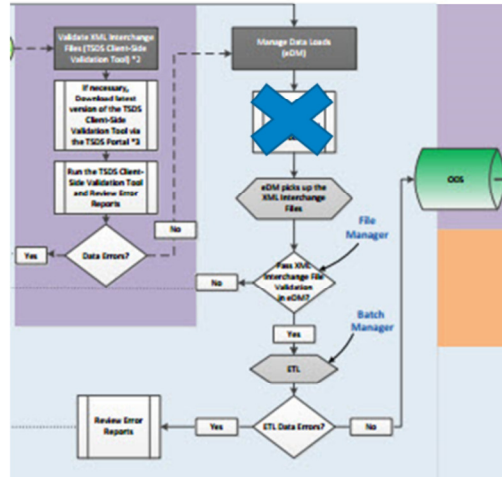 Validate XML Interchange
Files (TSDS Client-Side
Validation Tool) *2
If necessary,
Download latest
version of the TSDS
Client-Side
Validation Tool via
the TSDS Portal *3
Run the TSDS Client-
Side Validation Tool
and Review Error
Reports
Data Errors?
Yes
No
Manage Data Loads
(eDM)
eDM picks up the
XML Interchange
Files
File
Manager
Pass XML
Interchange File
Validation
in eDM?
No
Yes
Batch
Manager
ETL
ETL Data Errors?
Yes
No
Review Error
Reports
ODS